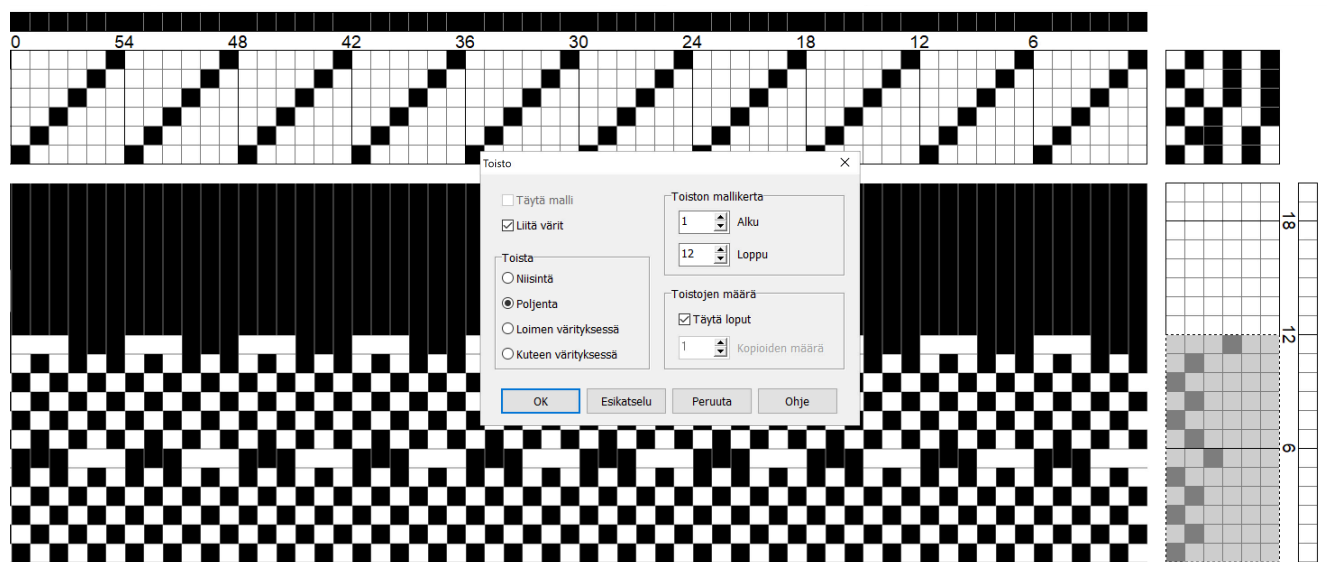 0 54 48 42 36 30 24 18 12 6
Toisto
Täytä malli
Liitä värit
Toista
Niisintä
Poljenta
Loimen värityksessä
Kuteen värityksessä
Toiston mallikerta
1 Alku
12 Loppu
Toistojen määrä
Täytä loput
1 Kopioiden määrä
OK Esikatselu Peruuta Ohje
18
12
6